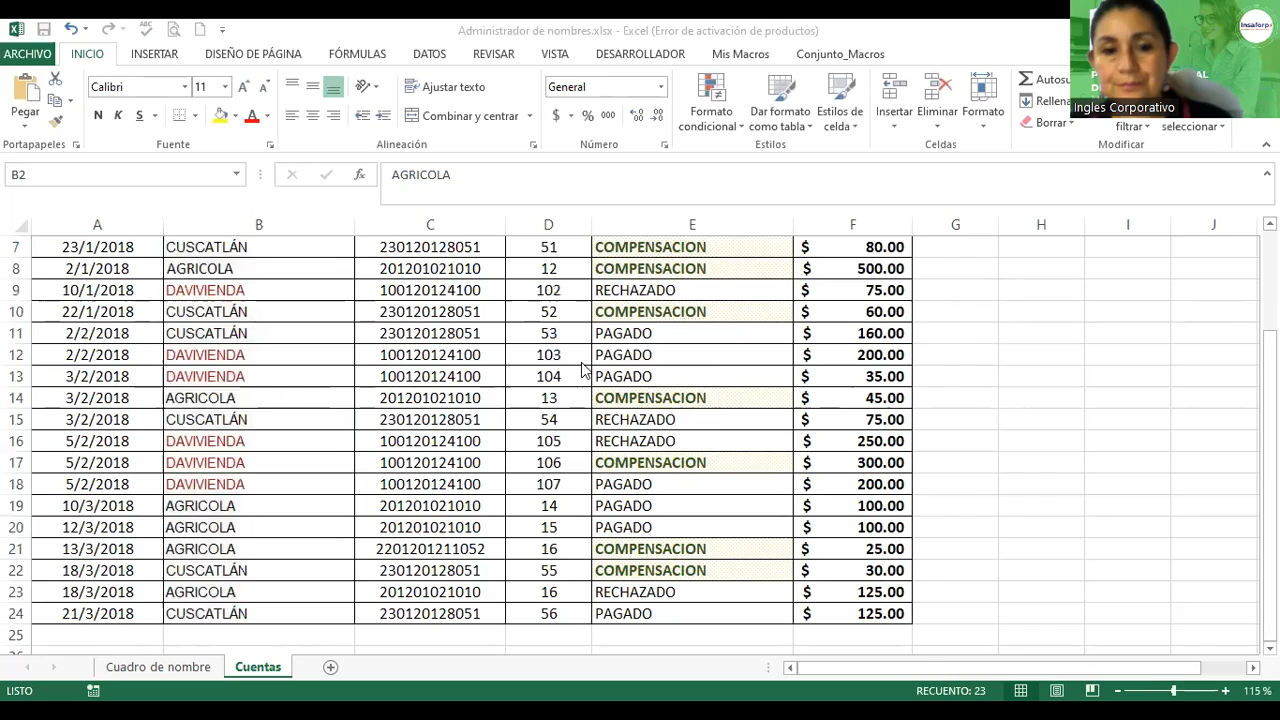 Administrador de nombres.xlsx - Excel (Error de activación de productos)
Insaforp
ARCHIVO INICIO INSERTAR DISEÑO DE PÁGINA FÓRMULAS DATOS REVISAR VISTA DESARROLLADOR Mis Macros Conjunto_Macros
Pegar
Calibri 11
N K S
Ajustar texto
Combinar y centrar
General
$ % 000
Formato condicional
Dar formato como tabla
Estilos de celda
Insertar
Eliminar
Formato
Autosu
Rellena
Borrar
filtrar
seleccionar
Ingles Corporativo
Portapapeles Fuente Alineación Número Estilos Celdas Modificar
B2 fx AGRICOLA
A B C D E F G H I J
7 23/1/2018 CUSCATLÁN 230120128051 51 COMPENSACION $ 80.00
8 2/1/2018 AGRICOLA 201201021010 12 COMPENSACION $ 500.00
9 10/1/2018 DAVIVIENDA 100120124100 102 RECHAZADO $ 75.00
10 22/1/2018 CUSCATLÁN 230120128051 52 COMPENSACION $ 60.00
11 2/2/2018 CUSCATLÁN 230120128051 53 PAGADO $ 160.00
12 2/2/2018 DAVIVIENDA 100120124100 103 PAGADO $ 200.00
13 3/2/2018 DAVIVIENDA 100120124100 104 PAGADO $ 35.00
14 3/2/2018 AGRICOLA 201201021010 13 COMPENSACION $ 45.00
15 3/2/2018 CUSCATLÁN 230120128051 54 RECHAZADO $ 75.00
16 5/2/2018 DAVIVIENDA 100120124100 105 RECHAZADO $ 250.00
17 5/2/2018 DAVIVIENDA 100120124100 106 COMPENSACION $ 300.00
18 5/2/2018 DAVIVIENDA 100120124100 107 PAGADO $ 200.00
19 10/3/2018 AGRICOLA 201201021010 14 PAGADO $ 100.00
20 12/3/2018 AGRICOLA 201201021010 15 PAGADO $ 100.00
21 13/3/2018 AGRICOLA 2201201211052 16 COMPENSACION $ 25.00
22 18/3/2018 CUSCATLÁN 230120128051 55 COMPENSACION $ 30.00
23 18/3/2018 AGRICOLA 201201021010 16 RECHAZADO $ 125.00
24 21/3/2018 CUSCATLÁN 230120128051 56 PAGADO $ 125.00
25
Cuadro de nombre Cuentas
LISTO RECUENTO: 23 115 %